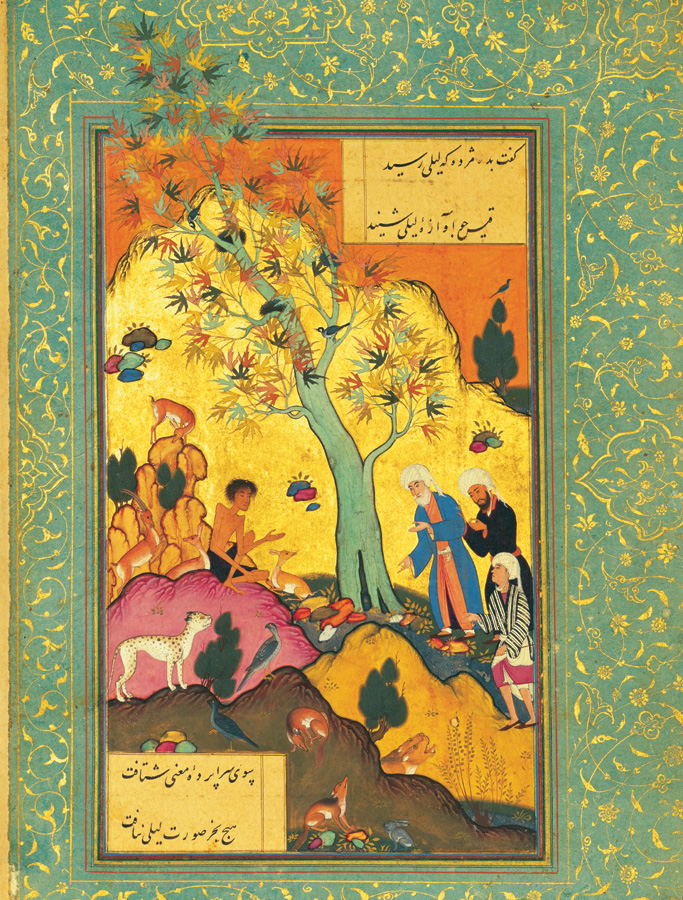 گفت بده مژده که لیلی رسید
قیس چو آوازهٔ لیلی شنید
سوی سراپردهٔ معنی شتافت
هیچ بجز صورت لیلی نیافت